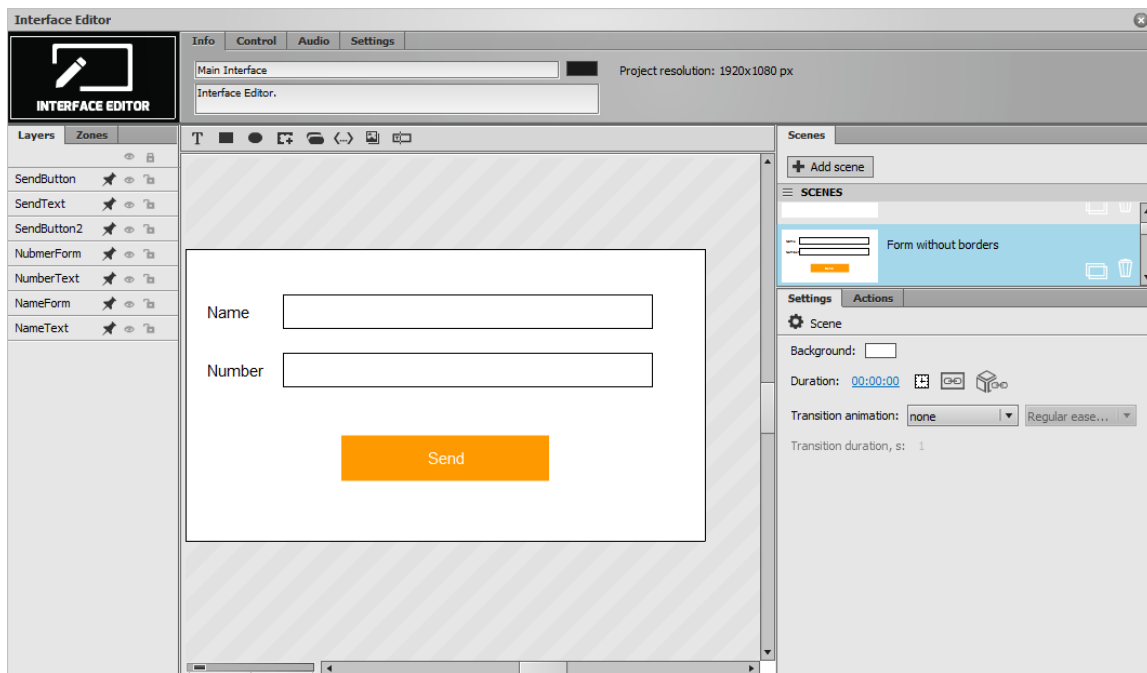 Interface Editor
INTERFACE EDITOR
Info Control Audio Settings
Main Interface
Project resolution: 1920x1080 px
Interface Editor.
Layers Zones
SendButton
SendText
SendButton2
NubmerForm
NumberText
NameForm
NameText
T
Name
Number
Send
Scenes
Add scene
SCENES
Form without borders
Settings Actions
Scene
Background:
Duration: 00:00:00
Transition animation: none Regular ease...
Transition duration, s: 1